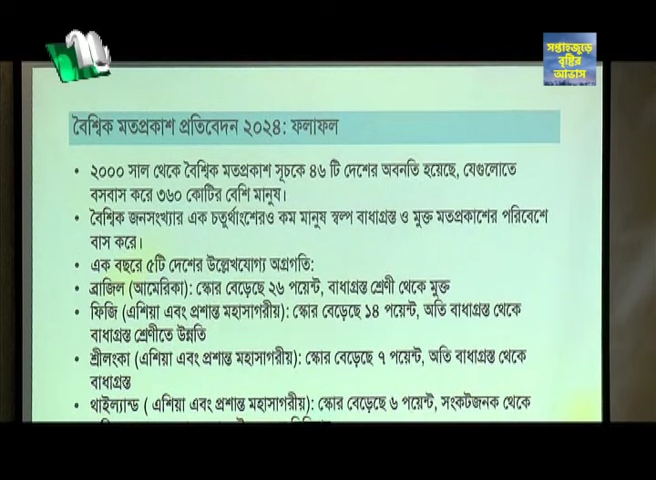 সপ্তাহজুড়ে
বৃষ্টির
আভাস
বৈশ্বিক মতপ্রকাশ প্রতিবেদন ২০২৪: ফলাফল
• ২০০০ সাল থেকে বৈশ্বিক মতপ্রকাশ সূচকে ৪৬ টি দেশের অবনতি হয়েছে, যেগুলোতে
বসবাস করে ৩৬০ কোটির বেশি মানুষ।
• বৈশ্বিক জনসংখ্যার এক চতুর্থাংশেরও কম মানুষ স্বল্প বাধাগ্রস্ত ও মুক্ত মতপ্রকাশের পরিবেশে
বাস করে।
• এক বছরে ৫টি দেশের উল্লেখযোগ্য অগ্রগতি:
• ব্রাজিল (আমেরিকা): স্কোর বেড়েছে ২৬ পয়েন্ট, বাধাগ্রস্ত শ্রেণী থেকে মুক্ত
• ফিজি (এশিয়া এবং প্রশান্ত মহাসাগরীয়): স্কোর বেড়েছে ১৪ পয়েন্ট, অতি বাধাগ্রস্ত থেকে
বাধাগ্রস্ত শ্রেণীতে উন্নতি
• শ্রীলংকা (এশিয়া এবং প্রশান্ত মহাসাগরীয়): স্কোর বেড়েছে ৭ পয়েন্ট, অতি বাধাগ্রস্ত থেকে
বাধাগ্রস্ত
• থাইল্যান্ড ( এশিয়া এবং প্রশান্ত মহাসাগরীয়): স্কোর বেড়েছে ৬ পয়েন্ট, সংকটজনক থেকে